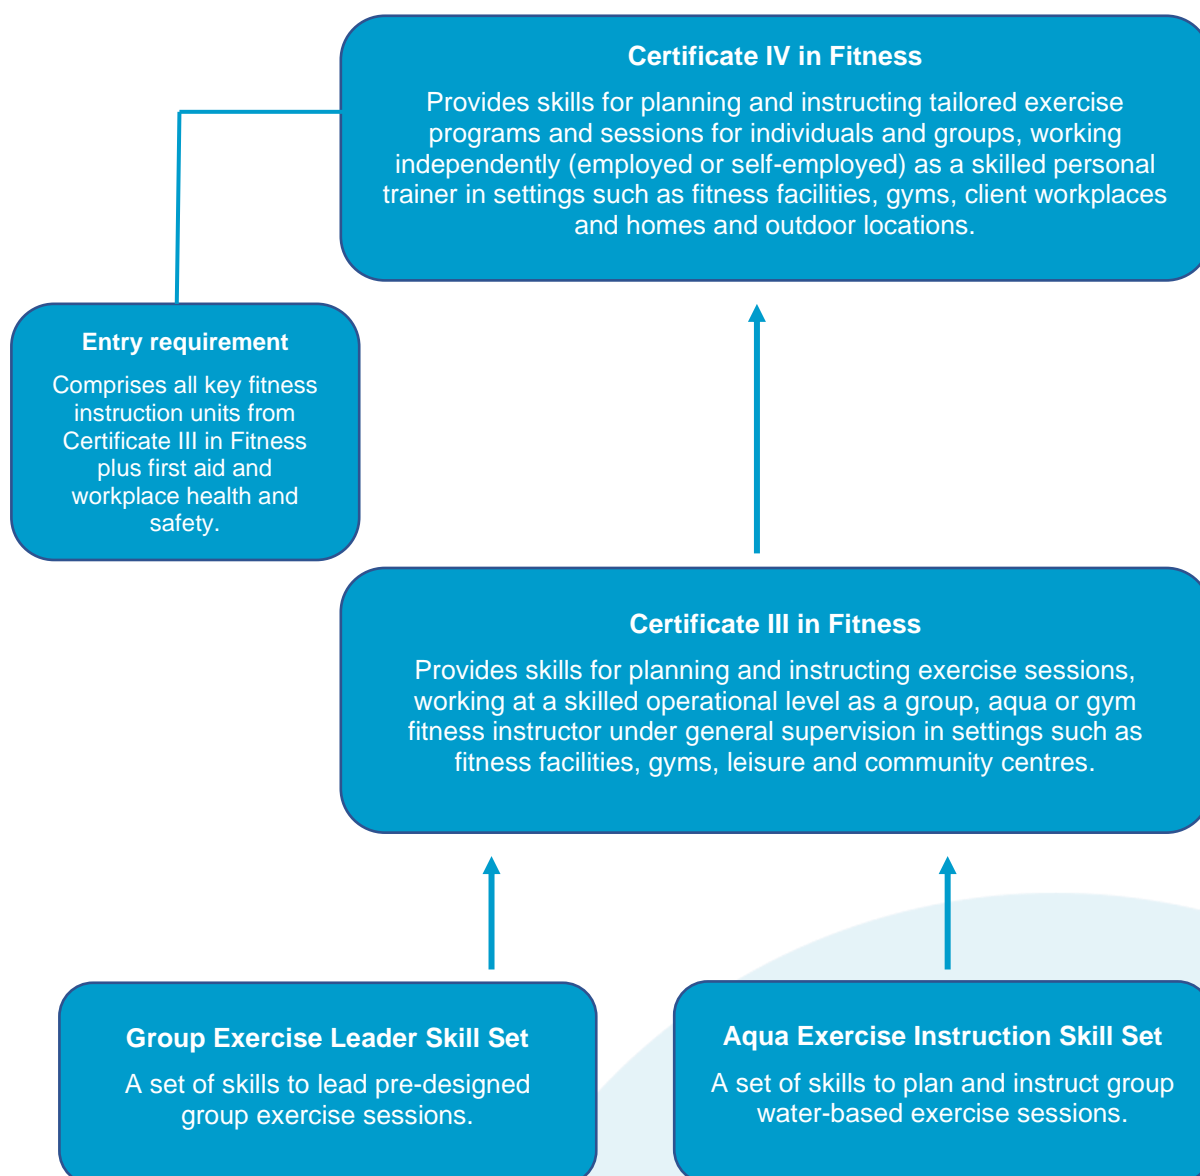 Certificate IV in Fitness
Provides skills for planning and instructing tailored exercise
programs and sessions for individuals and groups, working
independently (employed or self-employed) as a skilled personal
trainer in settings such as fitness facilities, gyms, client workplaces
and homes and outdoor locations.
Entry requirement
Comprises all key fitness
instruction units from
Certificate III in Fitness
plus first aid and
workplace health and
safety.
Certificate III in Fitness
Provides skills for planning and instructing exercise sessions,
working at a skilled operational level as a group, aqua or gym
fitness instructor under general supervision in settings such as
fitness facilities, gyms, leisure and community centres.
Group Exercise Leader Skill Set
A set of skills to lead pre-designed
group exercise sessions.
Aqua Exercise Instruction Skill Set
A set of skills to plan and instruct group
water-based exercise sessions.